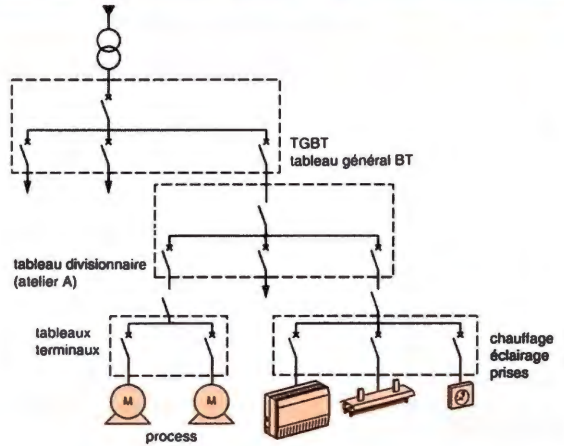 TGBT
tableau général BT
tableau divisionnaire
(atelier A)
tableaux
terminaux
chauffage
éclairage
prises
M
M
process